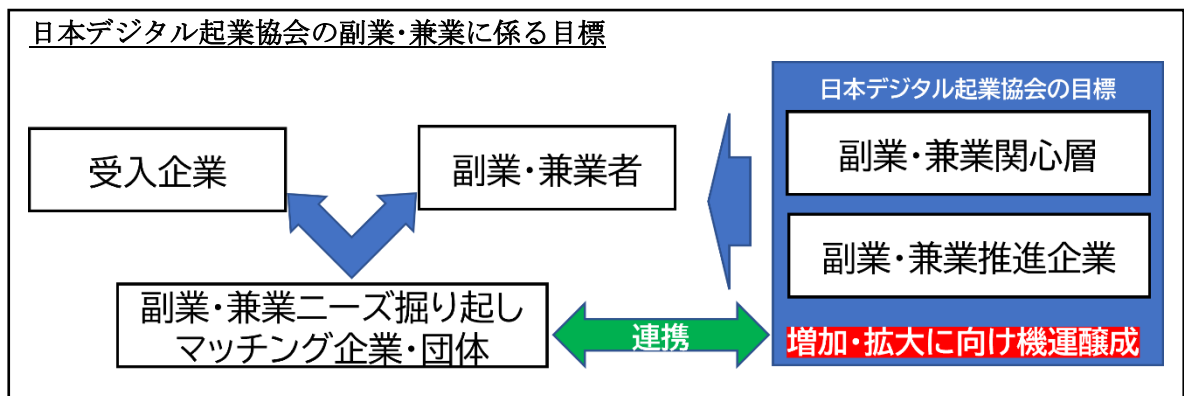 日本デジタル起業協会の副業・兼業に係る目標
受入企業
副業・兼業者
日本デジタル起業協会の目標
副業・兼業関心層
副業・兼業推進企業
副業・兼業ニーズ掘り起し
マッチング企業・団体
連携
増加・拡大に向け機運醸成